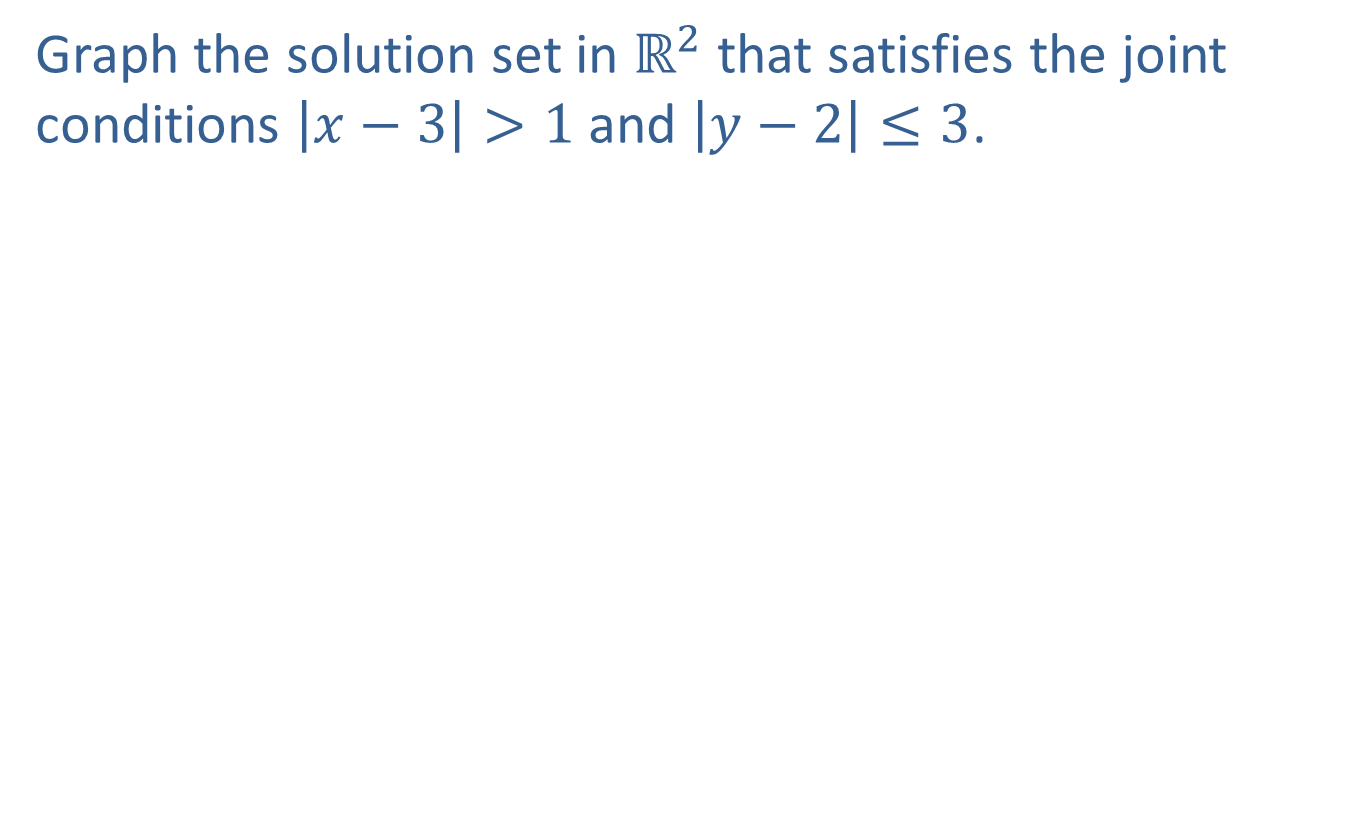 Graph the solution set in ℝ² that satisfies the joint
conditions |𝑥 − 3| > 1 and |𝑦 − 2| ≤ 3.